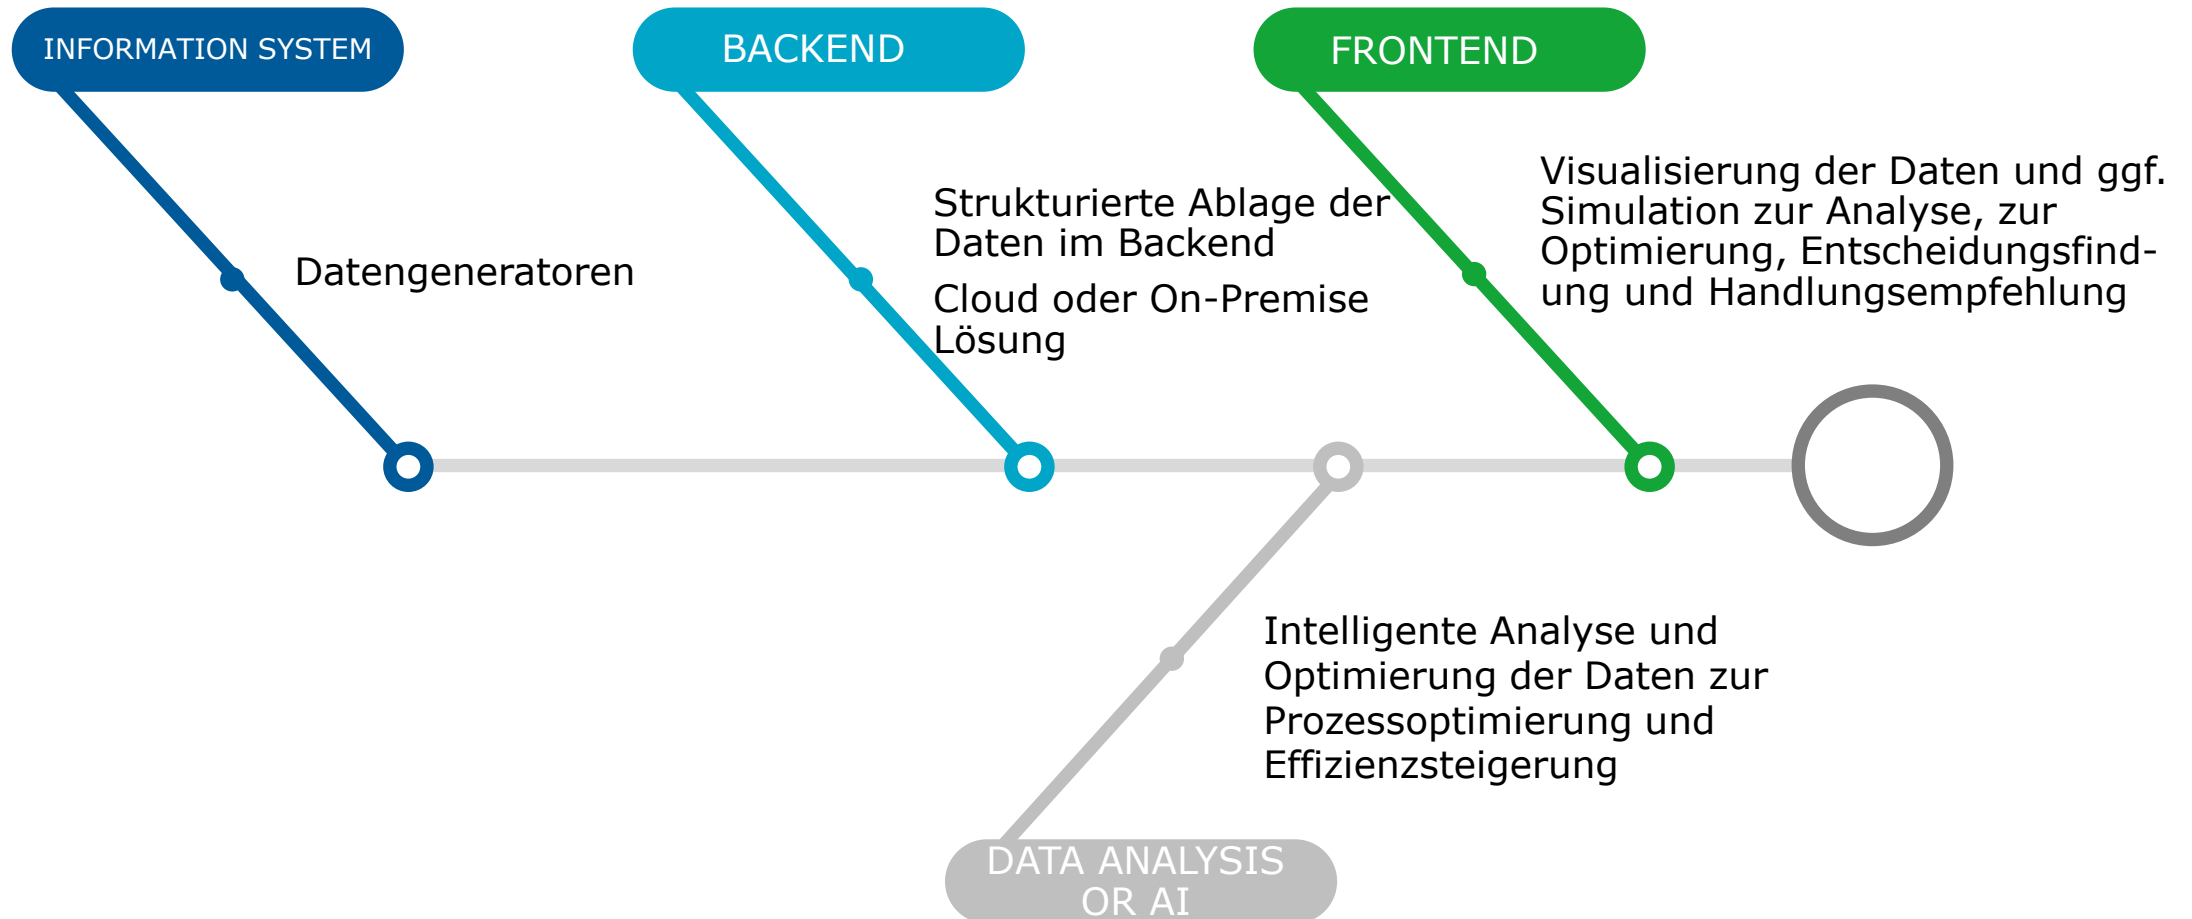 INFORMATION SYSTEM
BACKEND
FRONTEND
Datengeneratoren
Strukturierte Ablage der
Daten im Backend
Cloud oder On-Premise
Lösung
Visualisierung der Daten und ggf.
Simulation zur Analyse, zur
Optimierung, Entscheidungsfind-
ung und Handlungsempfehlung
Intelligente Analyse und
Optimierung der Daten zur
Prozessoptimierung und
Effizienzsteigerung
DATA ANALYSIS
OR AI